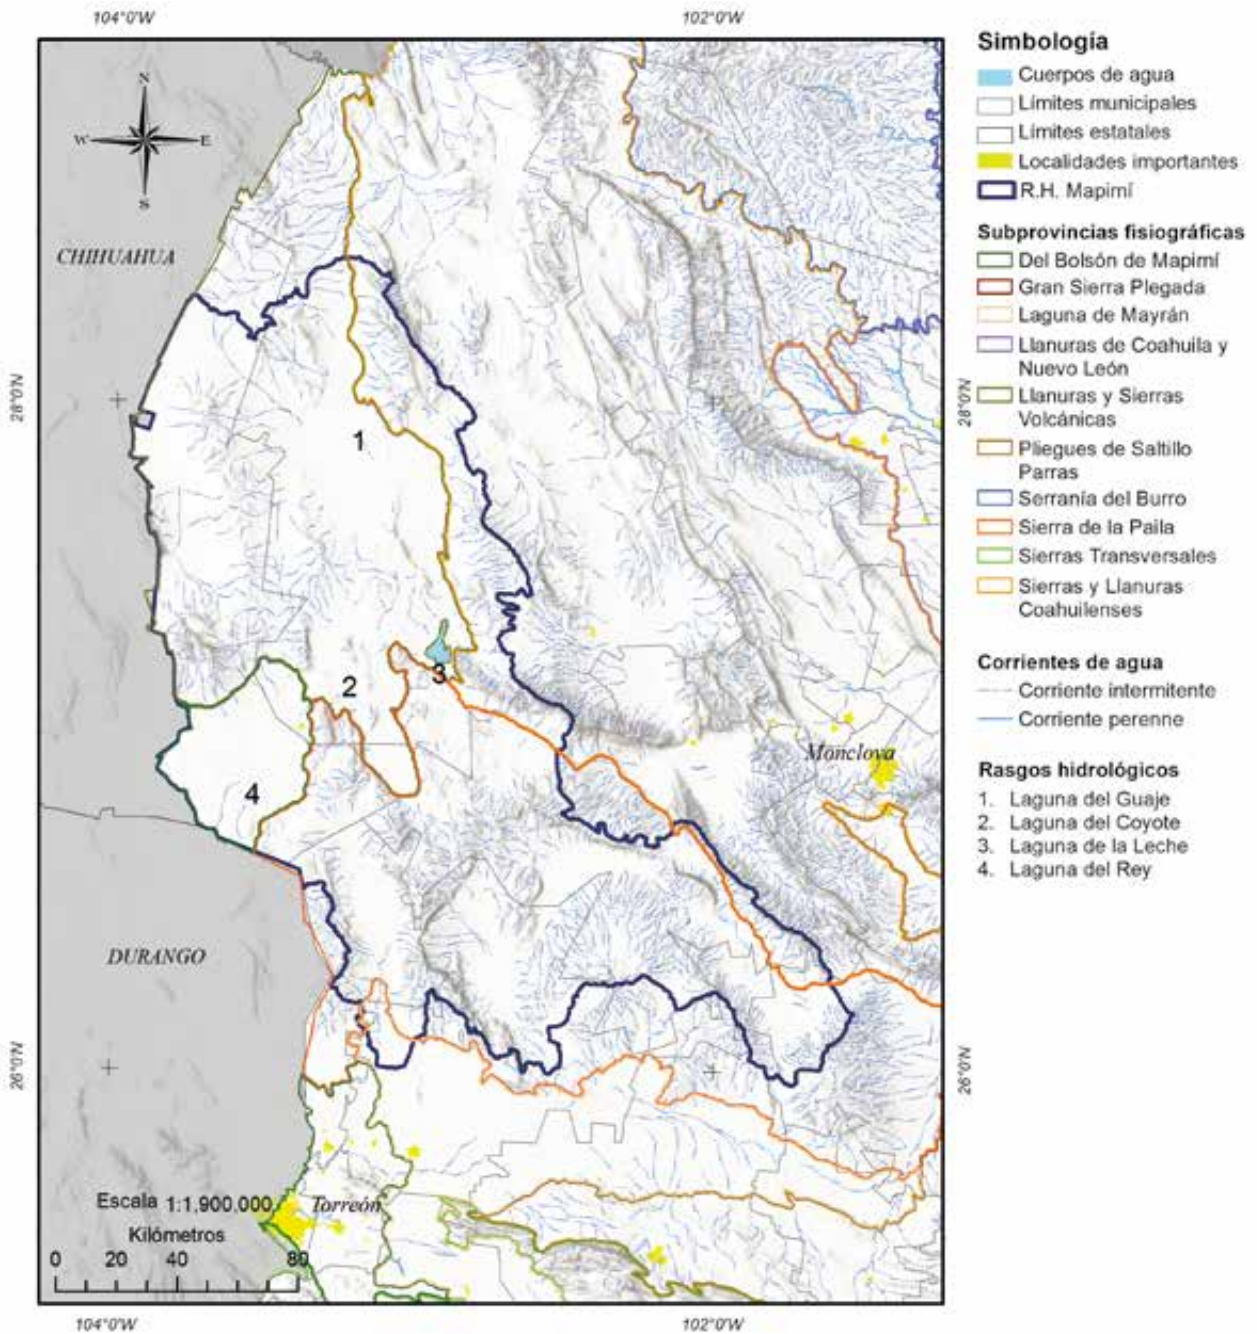 104°0'W
102°0'W
N
W
E
S
CHIHUAHUA
28°0'N
28°0'N
1
2
3
4
Monclova
DURANGO
26°0'N
26°0'N
Escala 1:1,900.000
Torreón
Kilómetros
0 20 40 80
104°0'W
102°0'W
Simbología
Cuerpos de agua
Límites municipales
Límites estatales
Localidades importantes
R.H. Mapimí
Subprovincias fisiográficas
Del Bolsón de Mapimí
Gran Sierra Plegada
Laguna de Mayrán
Llanuras de Coahuila y
Nuevo León
Llanuras y Sierras
Volcánicas
Pliegues de Saltillo
Parras
Serranía del Burro
Sierra de la Paila
Sierras Transversales
Sierras y Llanuras
Coahuilenses
Corrientes de agua
Corriente intermitente
Corriente perenne
Rasgos hidrológicos
1. Laguna del Guaje
2. Laguna del Coyote
3. Laguna de la Leche
4. Laguna del Rey